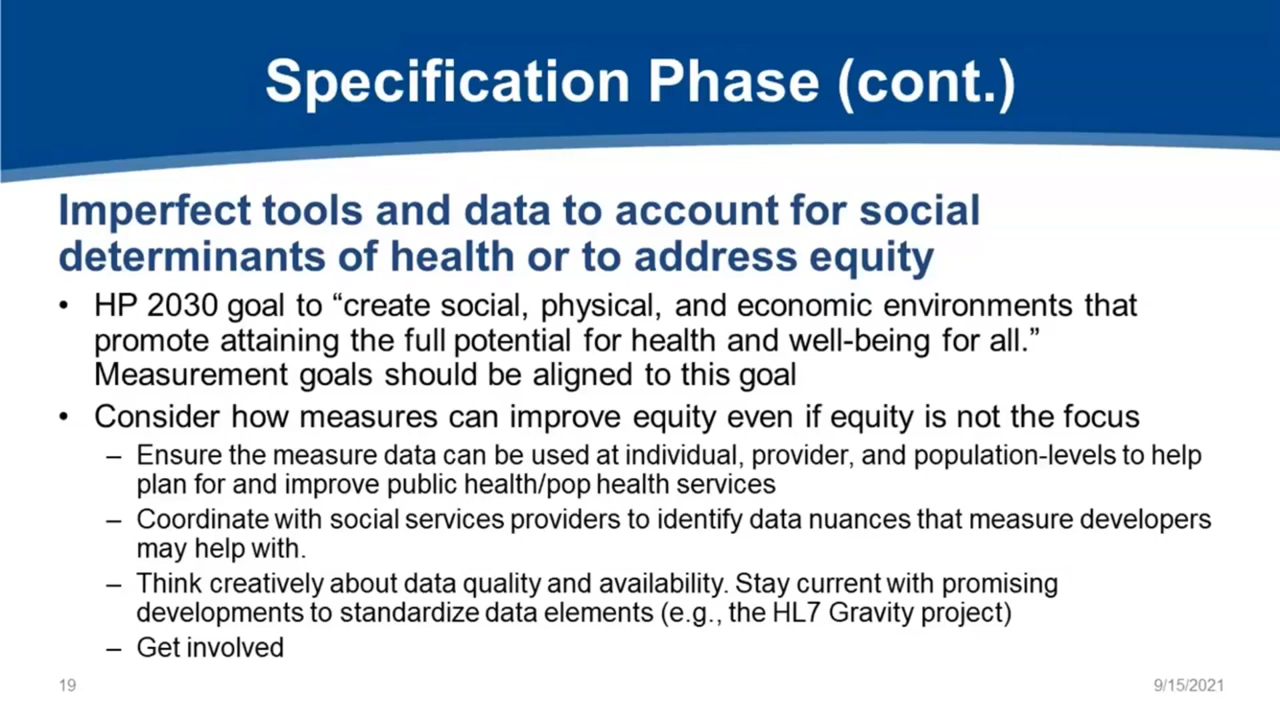 Specification Phase (cont.)
Imperfect tools and data to account for social
determinants of health or to address equity
• HP 2030 goal to “create social, physical, and economic environments that
promote attaining the full potential for health and well-being for all.”
Measurement goals should be aligned to this goal
• Consider how measures can improve equity even if equity is not the focus
– Ensure the measure data can be used at individual, provider, and population-levels to help
plan for and improve public health/pop health services
– Coordinate with social services providers to identify data nuances that measure developers
may help with.
– Think creatively about data quality and availability. Stay current with promising
developments to standardize data elements (e.g., the HL7 Gravity project)
– Get involved
19
9/15/2021